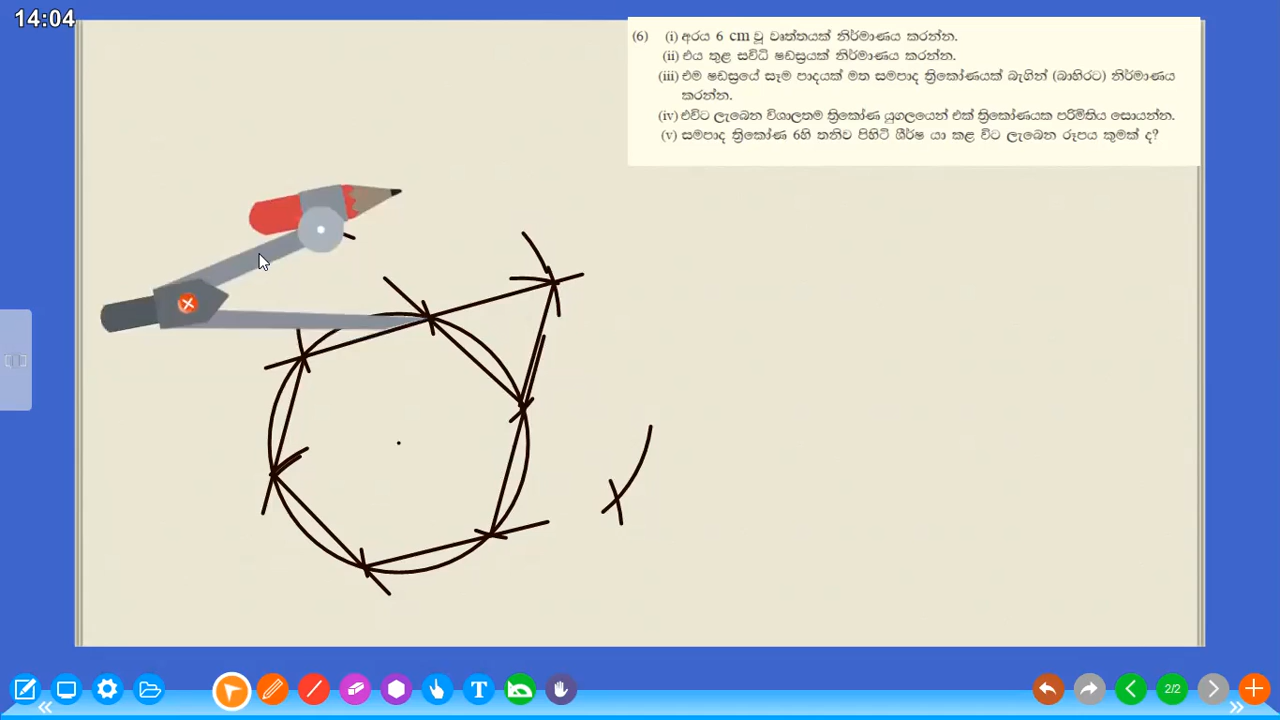 14:04
(6) (i) අරය 6 cm වූ වෘත්තයක් නිර්මාණය කරන්න.
(ii) එය තුළ සවිධි ෂඩස්‍රයක් නිර්මාණය කරන්න.
(iii) එම ෂඩස්‍රයේ සෑම පාදයක් මත සමපාද ත්‍රිකෝණයක් බැගින් (බාහිරට) නිර්මාණය
කරන්න.
(iv) එවිට ලැබෙන විශාලතම ත්‍රිකෝණ යුගලයෙන් එක් ත්‍රිකෝණයක පරිමිතිය සොයන්න.
(v) සමපාද ත්‍රිකෝණ 6හි තනිව පිහිටි ශීර්ෂ යා කළ විට ලැබෙන රූපය කුමක් ද?
T
2/2